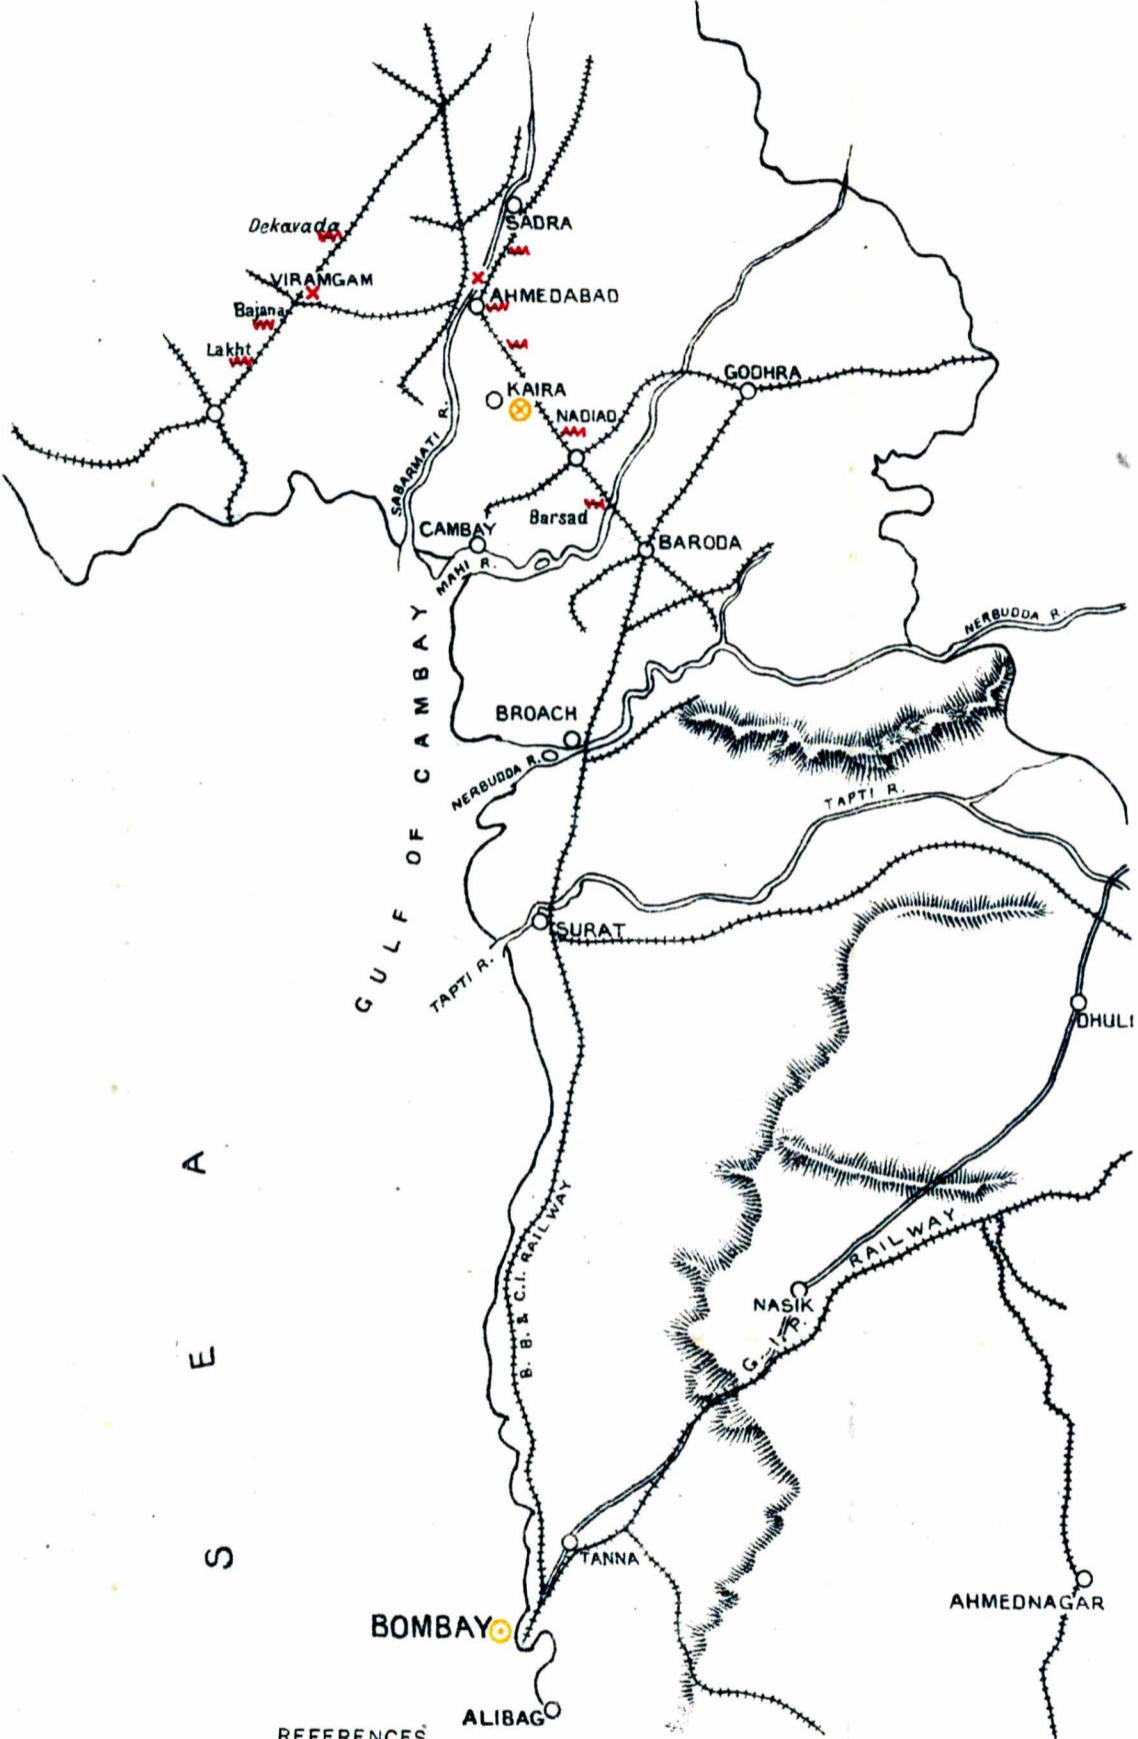 Dekavada
SADRA
VIRAMGAM
AHMEDABAD
Bajana
Lakht
GODHRA
KAIRA
NADIAD
SABARMATI R.
Barsad
CAMBAY
BARODA
MAHI R.
NERBUDDA R.
BROACH
NERBUDDA R.
TAPTI R.
GULF OF CAMBAY
SURAT
TAPTI R.
DHULI
SEA
B. B. & C.I. RAILWAY
G. I. P. RAILWAY
NASIK
TANNA
AHMEDNAGAR
BOMBAY
ALIBAG
REFERENCES